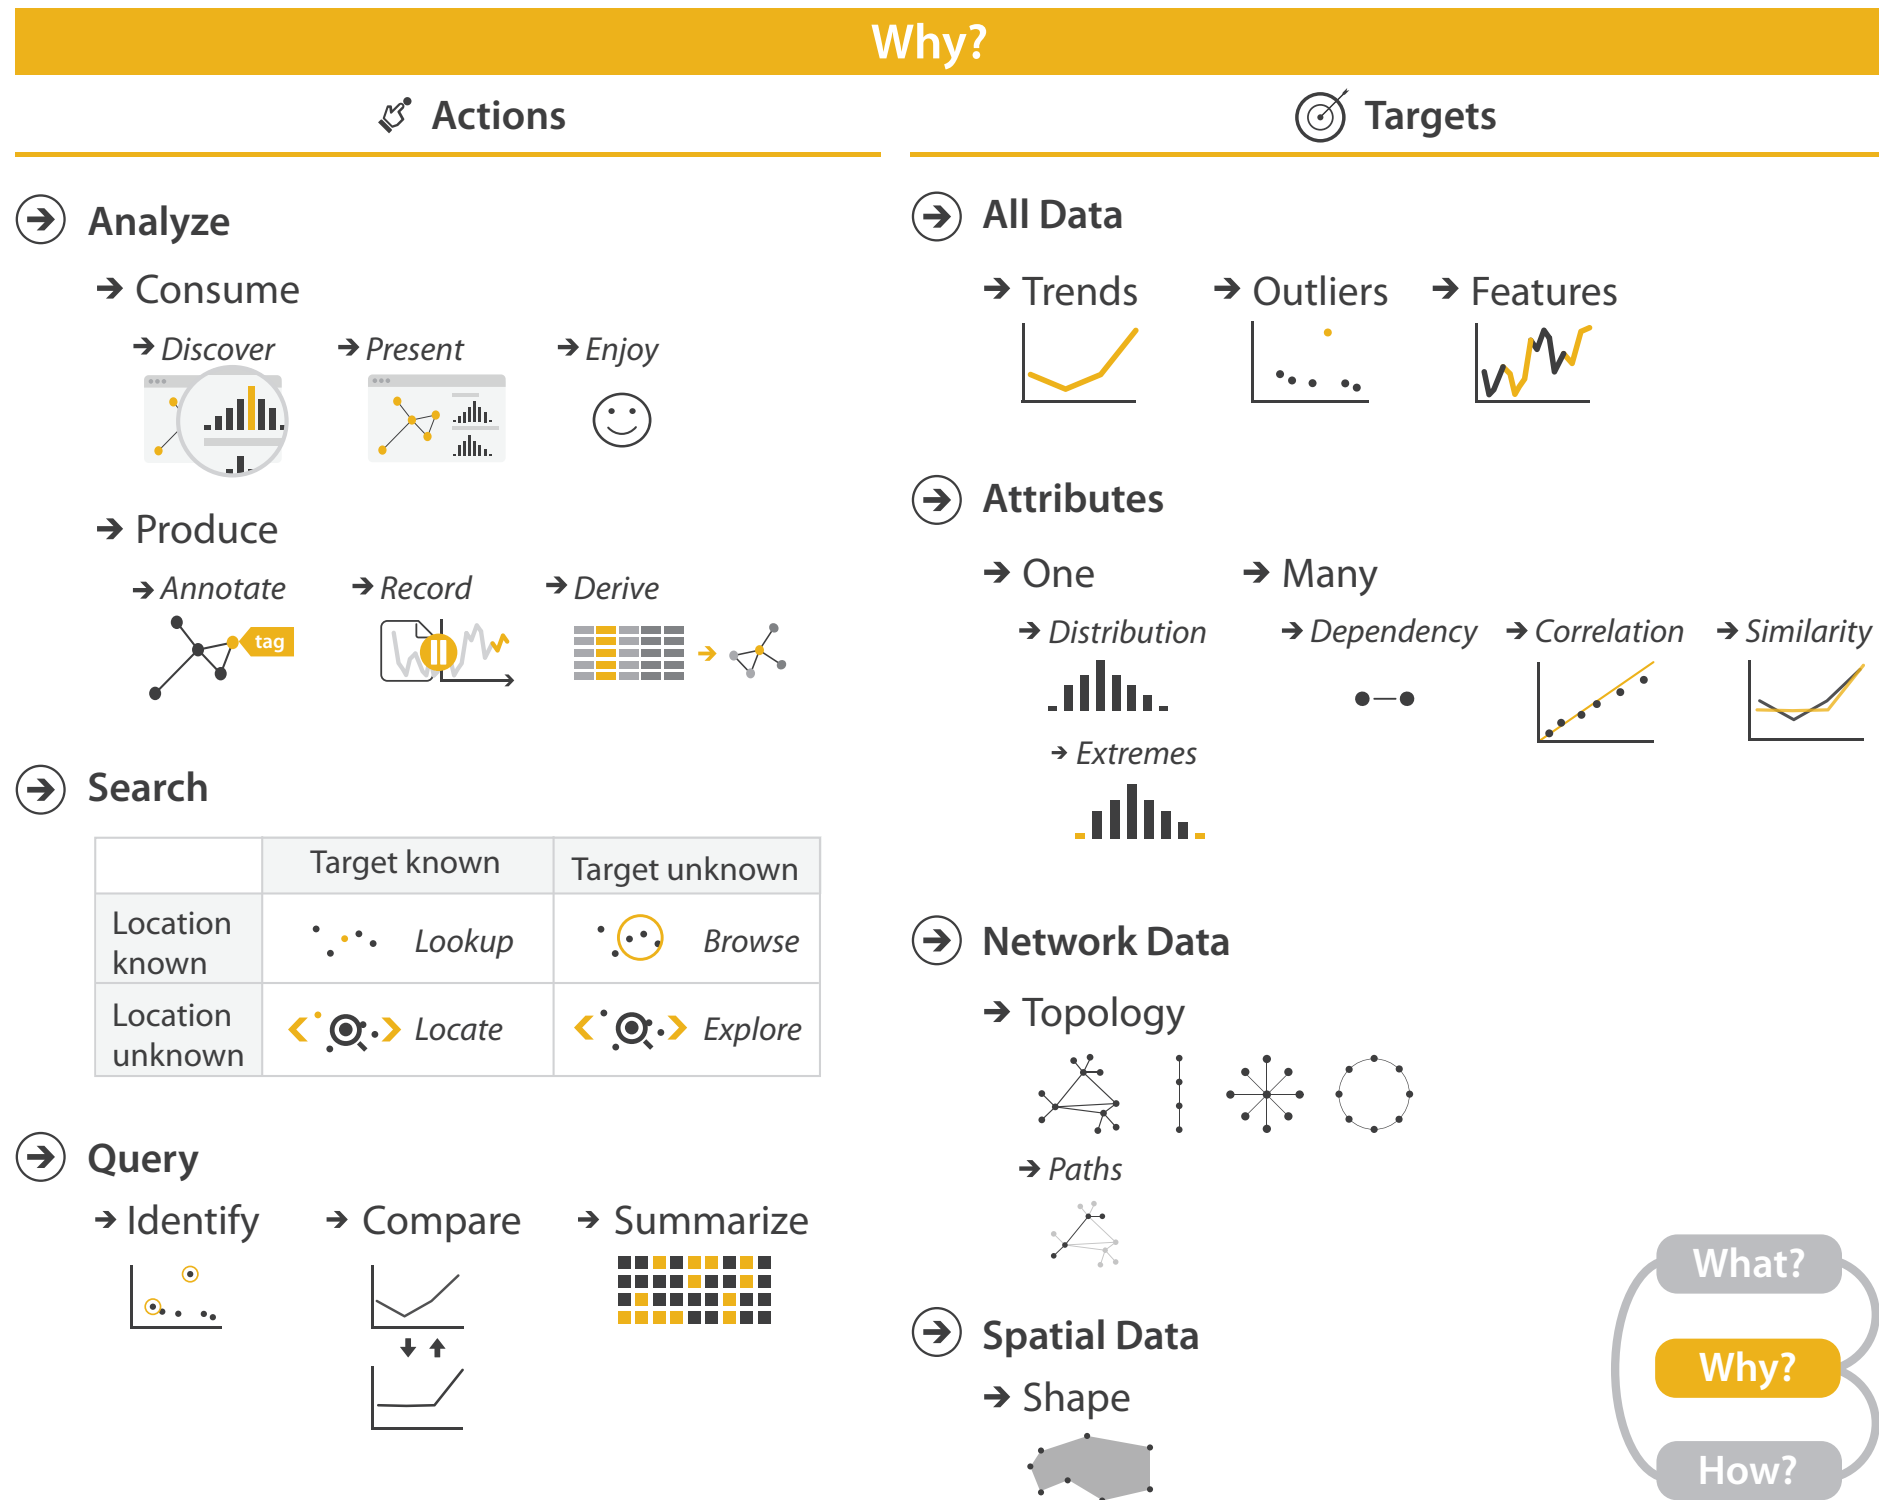 Why?
Actions
Analyze
Consume
Discover
Present
Enjoy
Produce
Annotate
Record
Derive
tag
Search
Target known
Target unknown
Location
known
Lookup
Browse
Location
unknown
Locate
Explore
Query
Identify
Compare
Summarize
Targets
All Data
Trends
Outliers
Features
Attributes
One
Many
Distribution
Dependency
Correlation
Similarity
Extremes
Network Data
Topology
Paths
Spatial Data
Shape
What?
Why?
How?